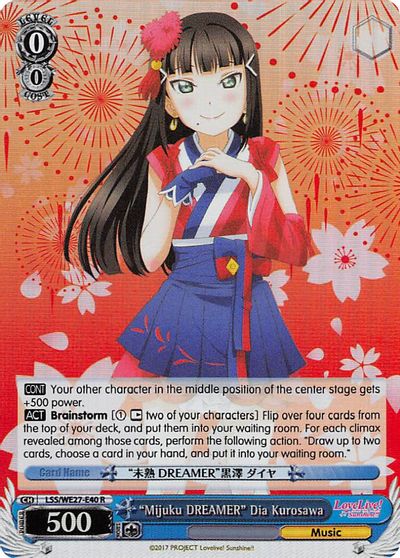 LEVEL
0
0
COST
CONT Your other character in the middle position of the center stage gets
+500 power.
ACT Brainstorm [① two of your characters] Flip over four cards from
the top of your deck, and put them into your waiting room. For each climax
revealed among those cards, perform the following action. "Draw up to two
cards, choose a card in your hand, and put it into your waiting room."
Card Name
"未熟 DREAMER"黒澤 ダイヤ
CH LSS/WE27-E40 R
POWER
500
"Mijuku DREAMER" Dia Kurosawa
LoveLive!
Sunshine!!
Music
©2017 PROJECT Lovelive! Sunshine!!